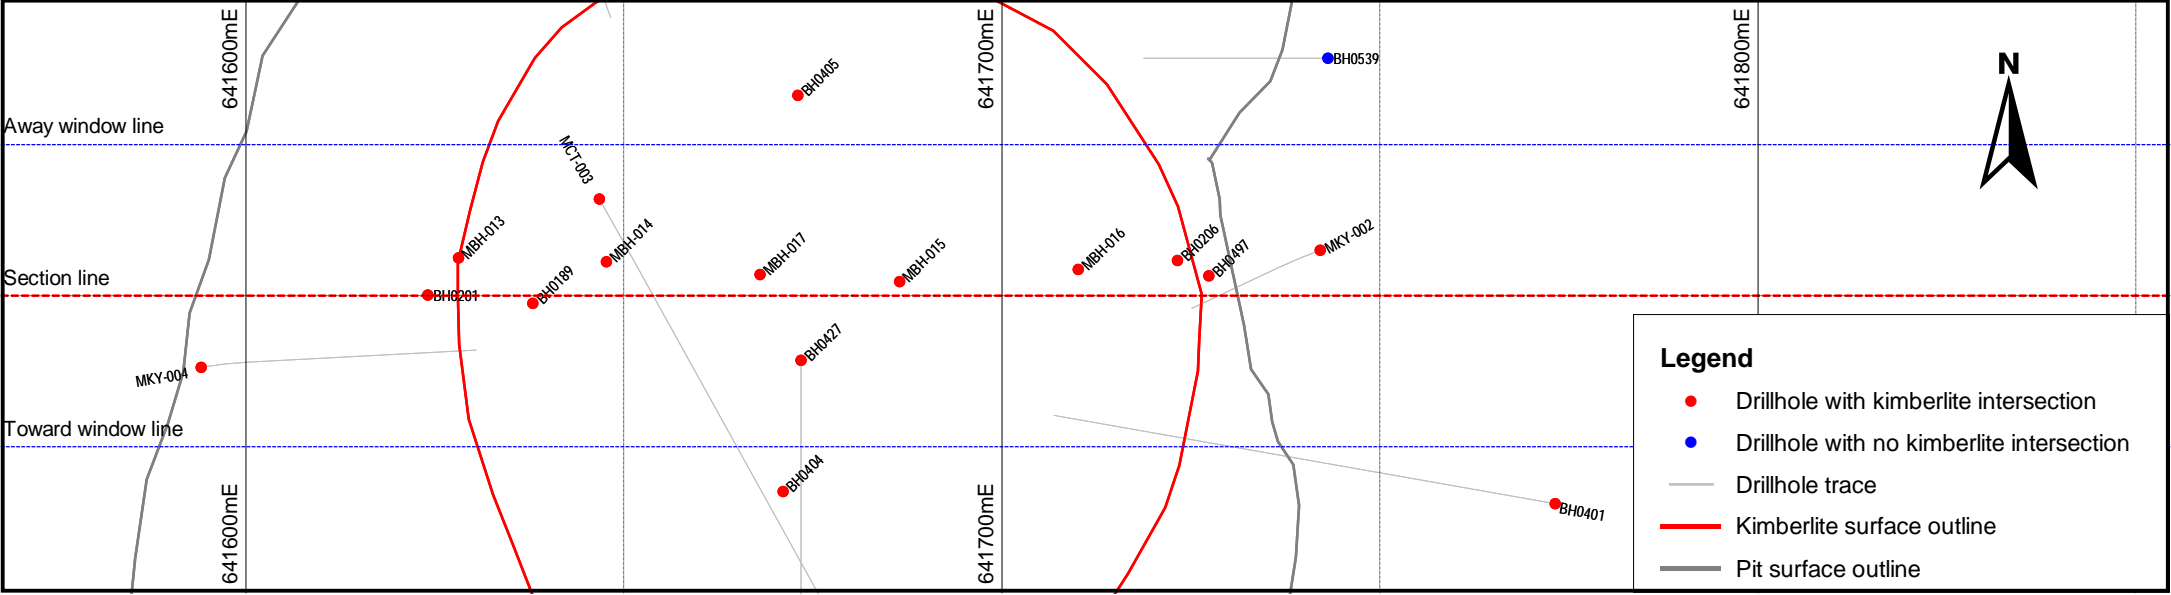 641600mE
641700mE
641800mE
N
BH0539
BH0405
Away window line
MCT-003
MBH-013
MBH-014
MBH-017
MBH-015
MBH-016
BH0206
BH0497
MKY-002
Section line
BH0201
BH0189
BH0427
MKY-004
Toward window line
BH0404
BH0401
641600mE
641700mE
Legend
Drillhole with kimberlite intersection
Drillhole with no kimberlite intersection
Drillhole trace
Kimberlite surface outline
Pit surface outline